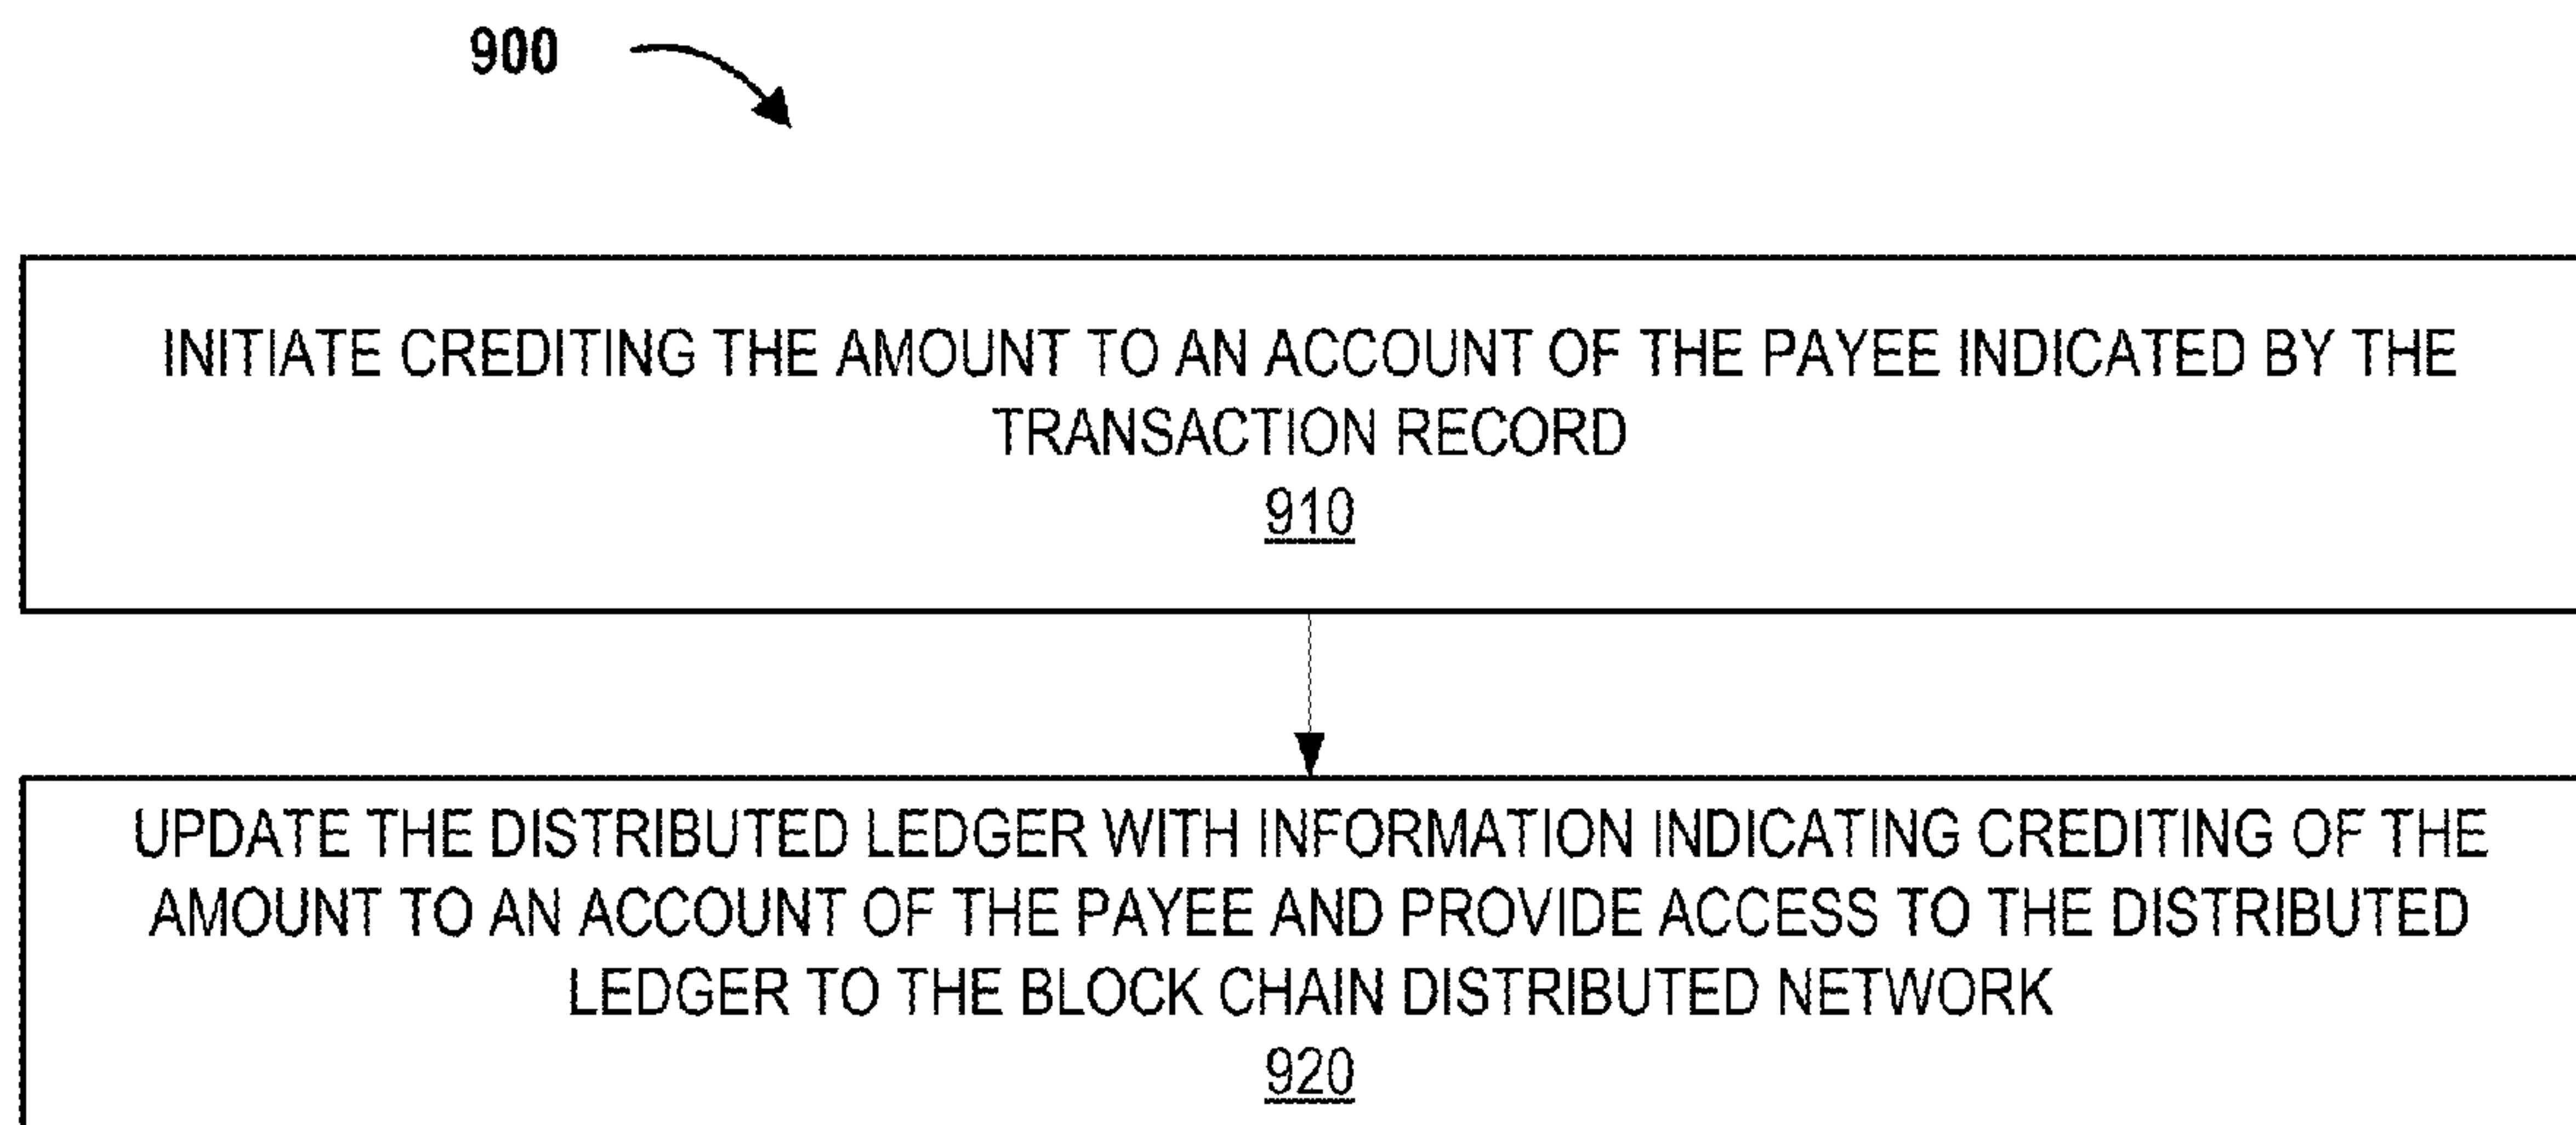 900
INITIATE CREDITING THE AMOUNT TO AN ACCOUNT OF THE PAYEE INDICATED BY THE
TRANSACTION RECORD
910
UPDATE THE DISTRIBUTED LEDGER WITH INFORMATION INDICATING CREDITING OF THE
AMOUNT TO AN ACCOUNT OF THE PAYEE AND PROVIDE ACCESS TO THE DISTRIBUTED
LEDGER TO THE BLOCK CHAIN DISTRIBUTED NETWORK
920